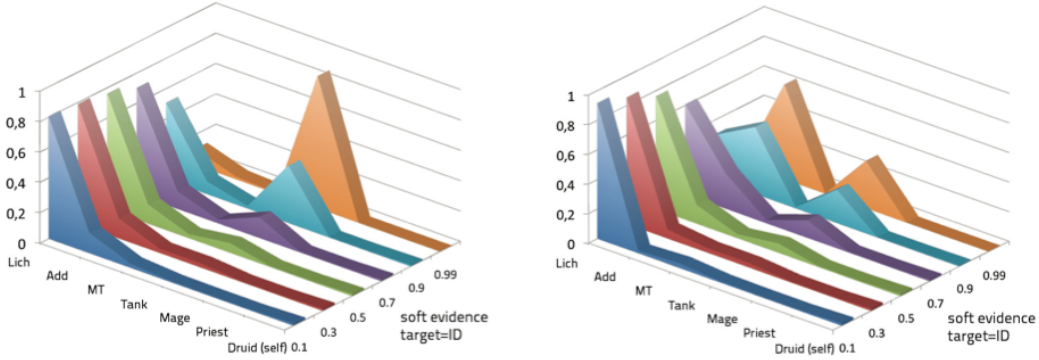 1
0,8
0,6
0,4
0,2
0
Lich
Add
MT
Tank
Mage
Priest
Druid (self)
0.1
0.3
0.5
0.7
0.9
0.99
soft evidence
target=ID
1
0,8
0,6
0,4
0,2
0
Lich
Add
MT
Tank
Mage
Priest
Druid (self)
0.1
0.3
0.5
0.7
0.9
0.99
soft evidence
target=ID